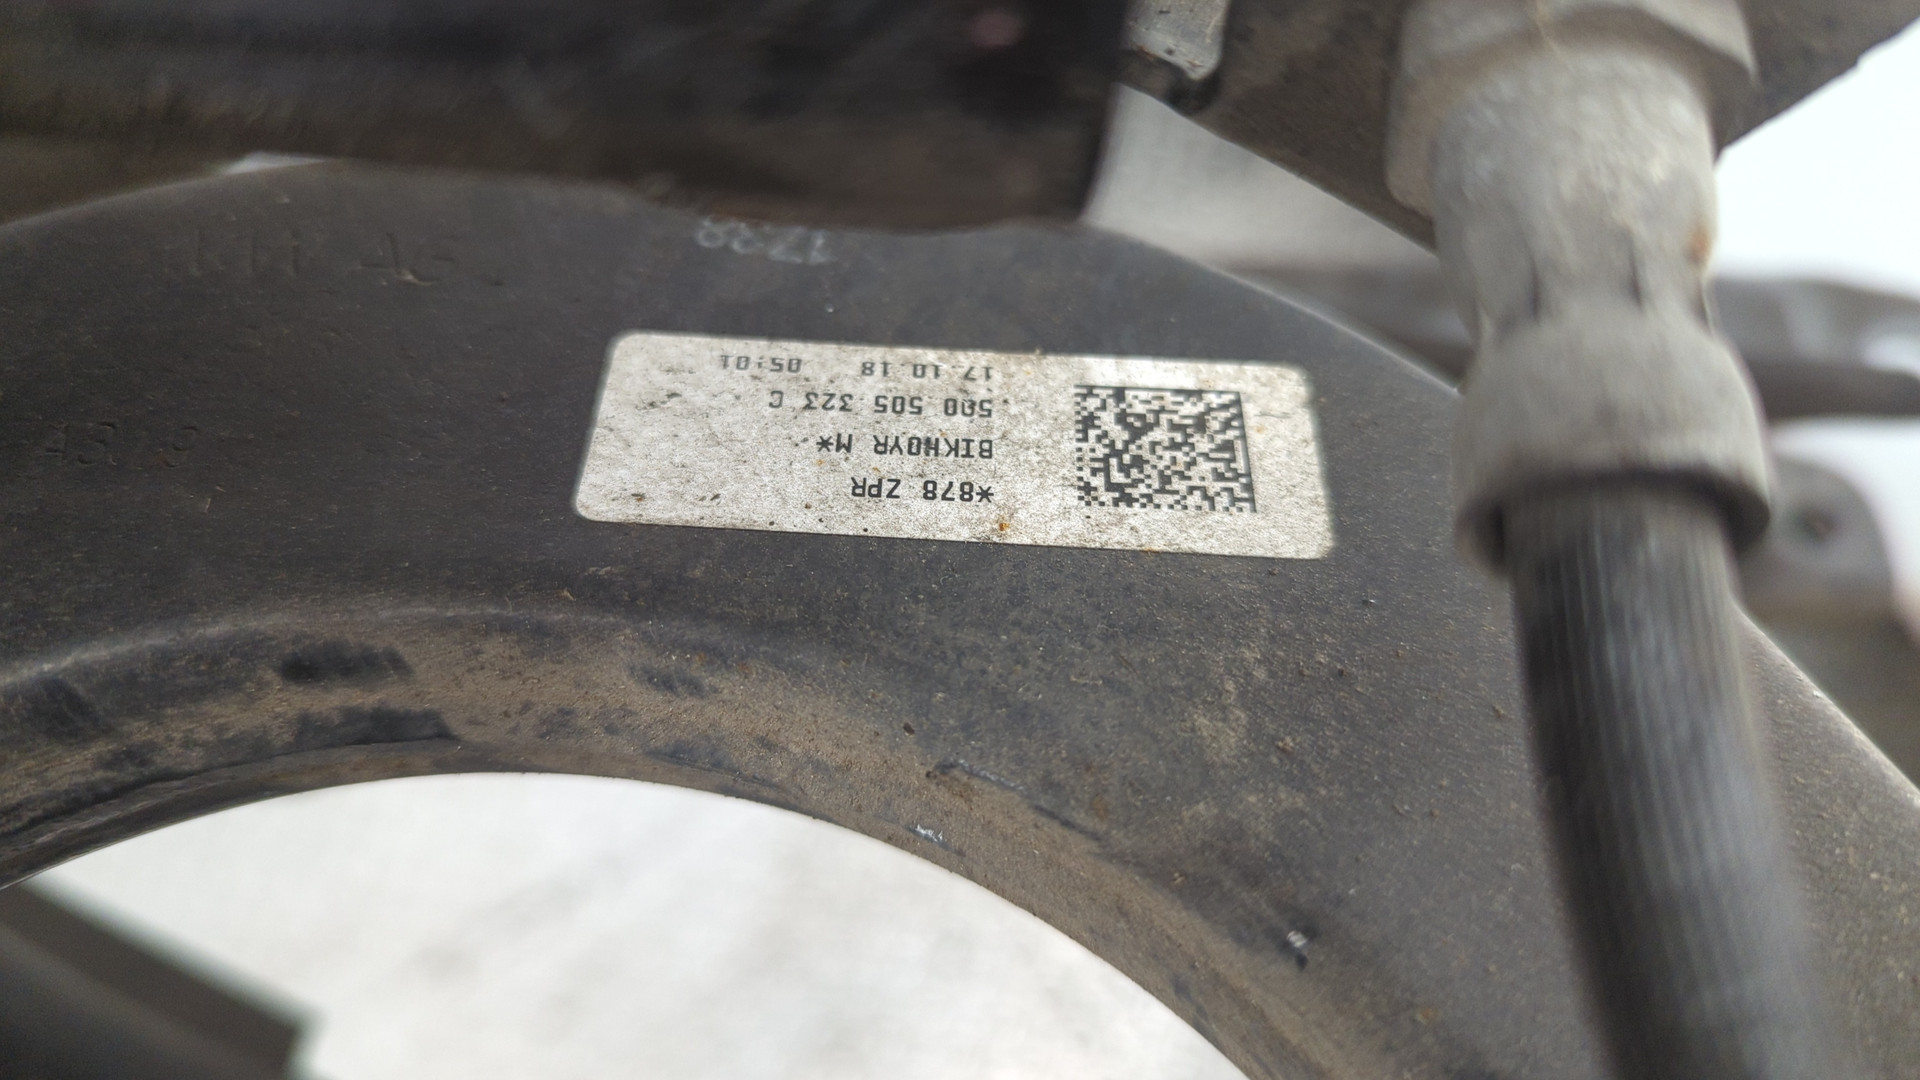 *878 ZPR
BIKH0YR M*
5Q0 505 323 C
17.10.18 05:01